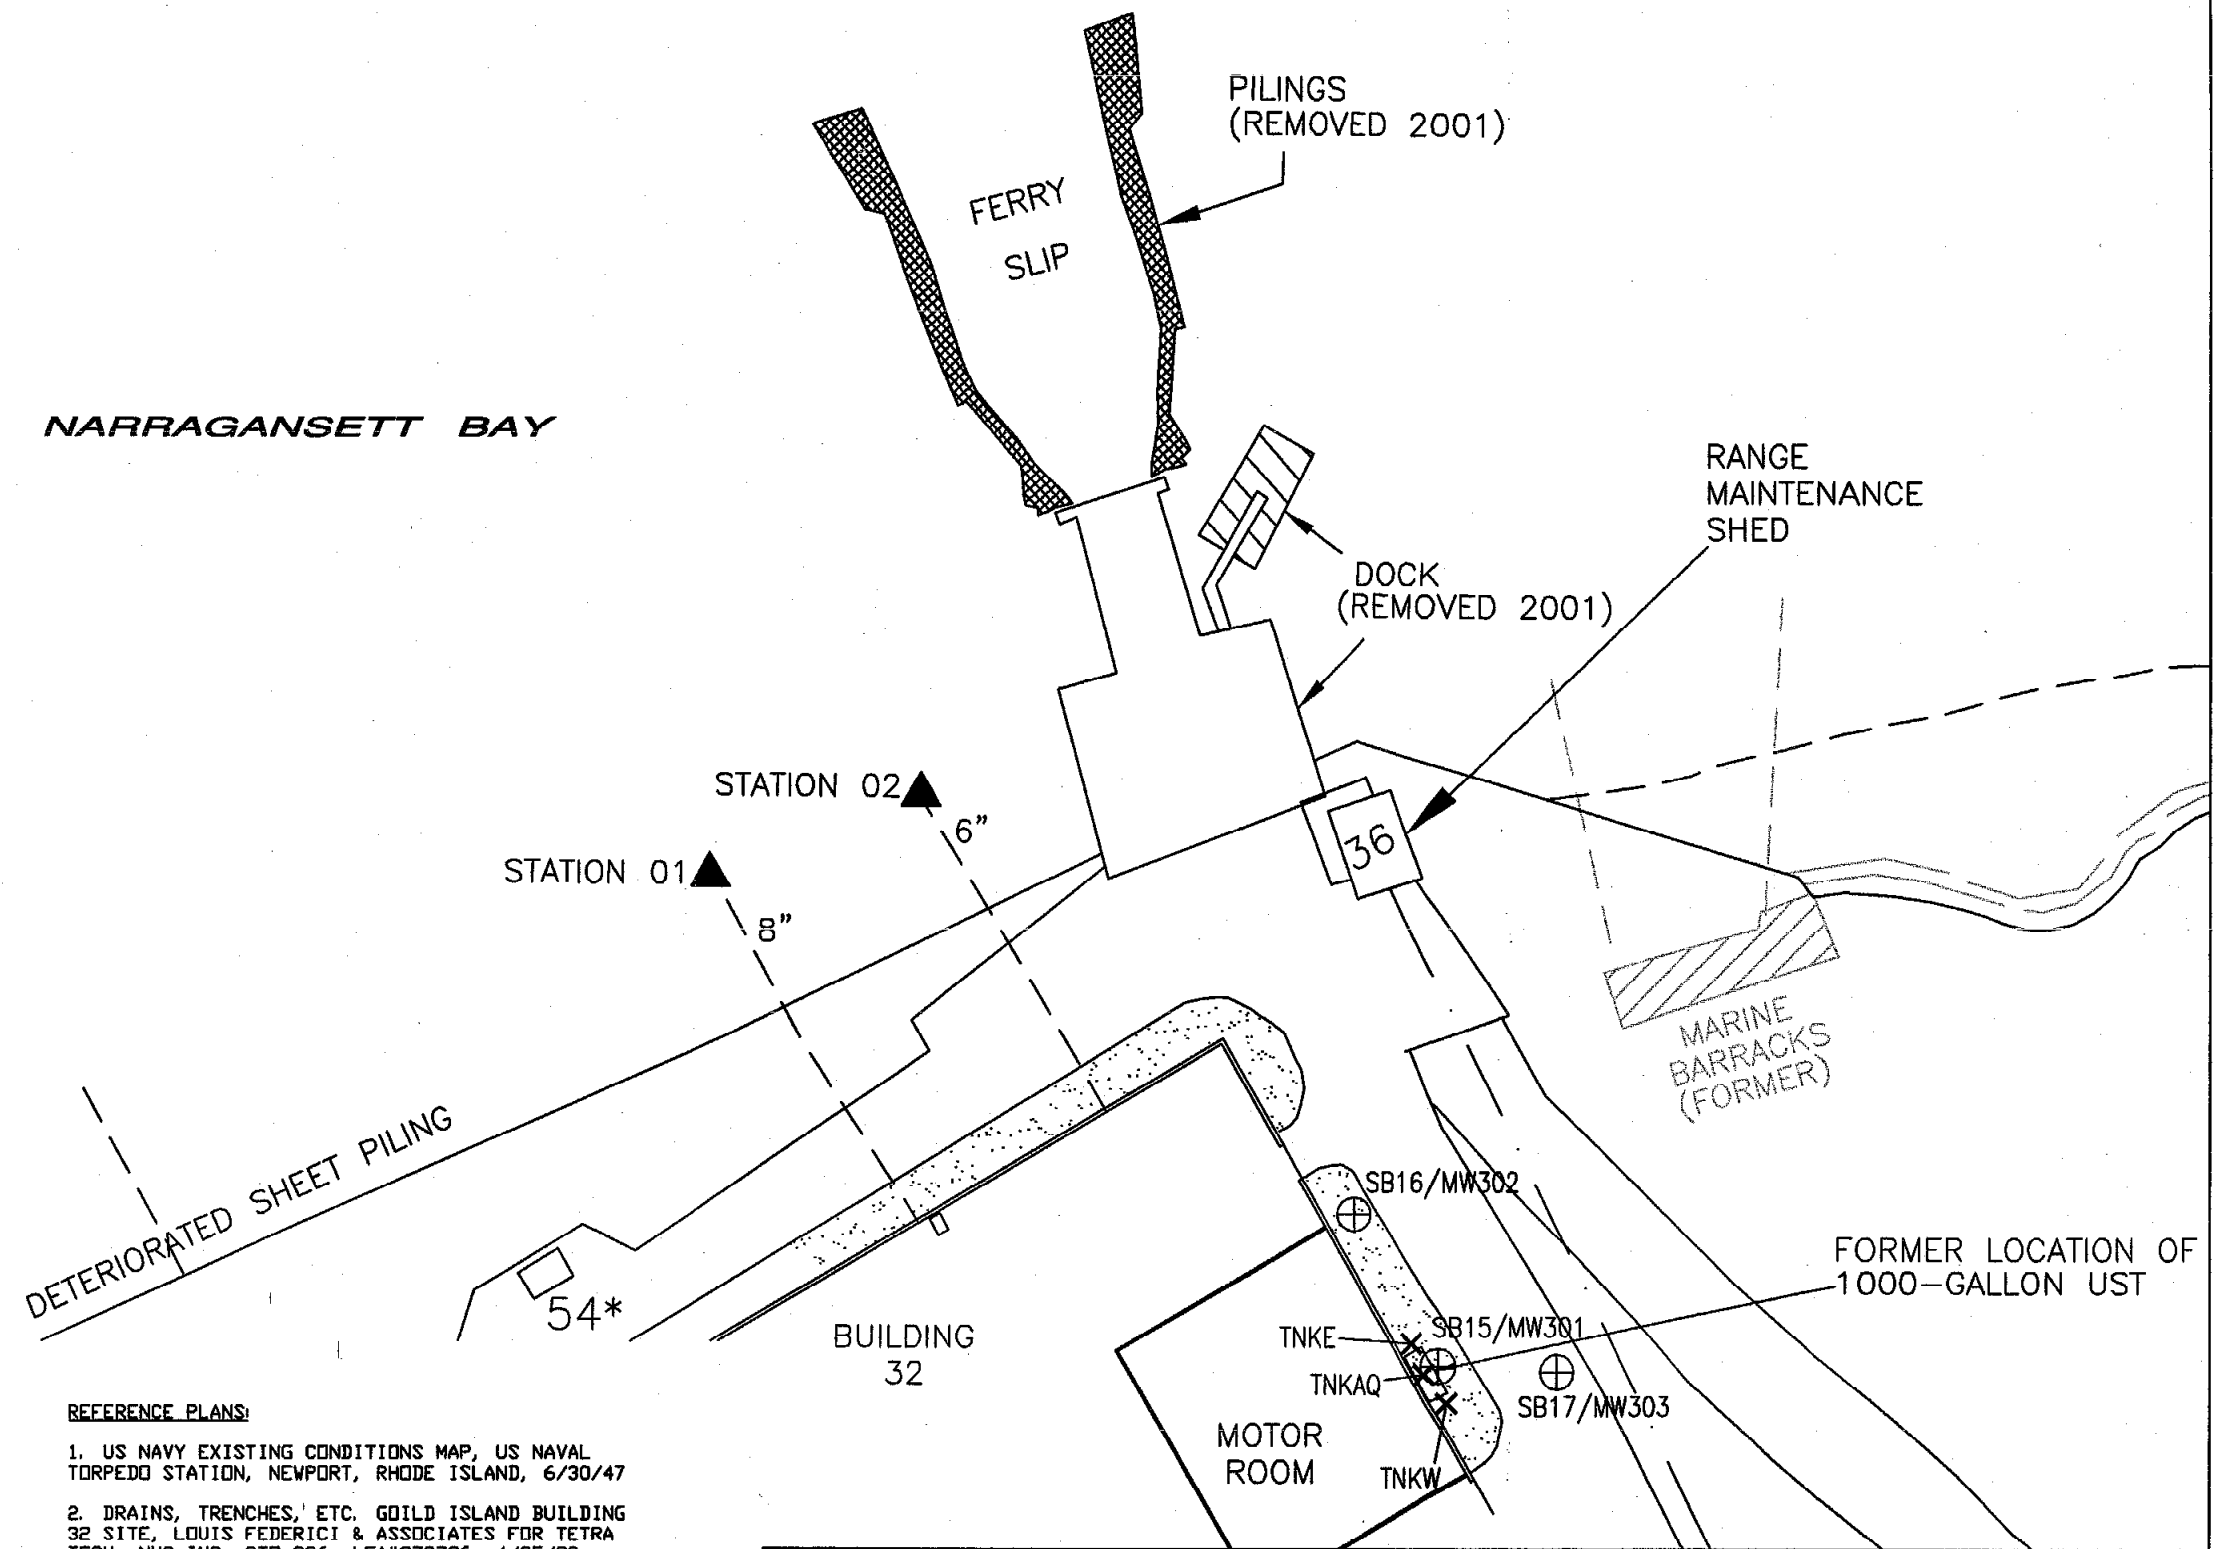 PILINGS
(REMOVED 2001)
FERRY
SLIP
NARRAGANSETT BAY
RANGE
MAINTENANCE
SHED
DOCK
(REMOVED 2001)
STATION 02
6"
STATION 01
8"
36
MARINE
BARRACKS
(FORMER)
DETERIORATED SHEET PILING
SB16/MW302
FORMER LOCATION OF
1000-GALLON UST
54*
BUILDING
32
TNKE
SB15/MW301
TNKAQ
SB17/MW303
MOTOR
ROOM
TNKW
REFERENCE PLANS:
1. US NAVY EXISTING CONDITIONS MAP, US NAVAL
TORPEDO STATION, NEWPORT, RHODE ISLAND, 6/30/47
2. DRAINS, TRENCHES, ETC. GOILD ISLAND BUILDING
32 SITE, LOUIS FEDERICI & ASSOCIATES FOR TETRA